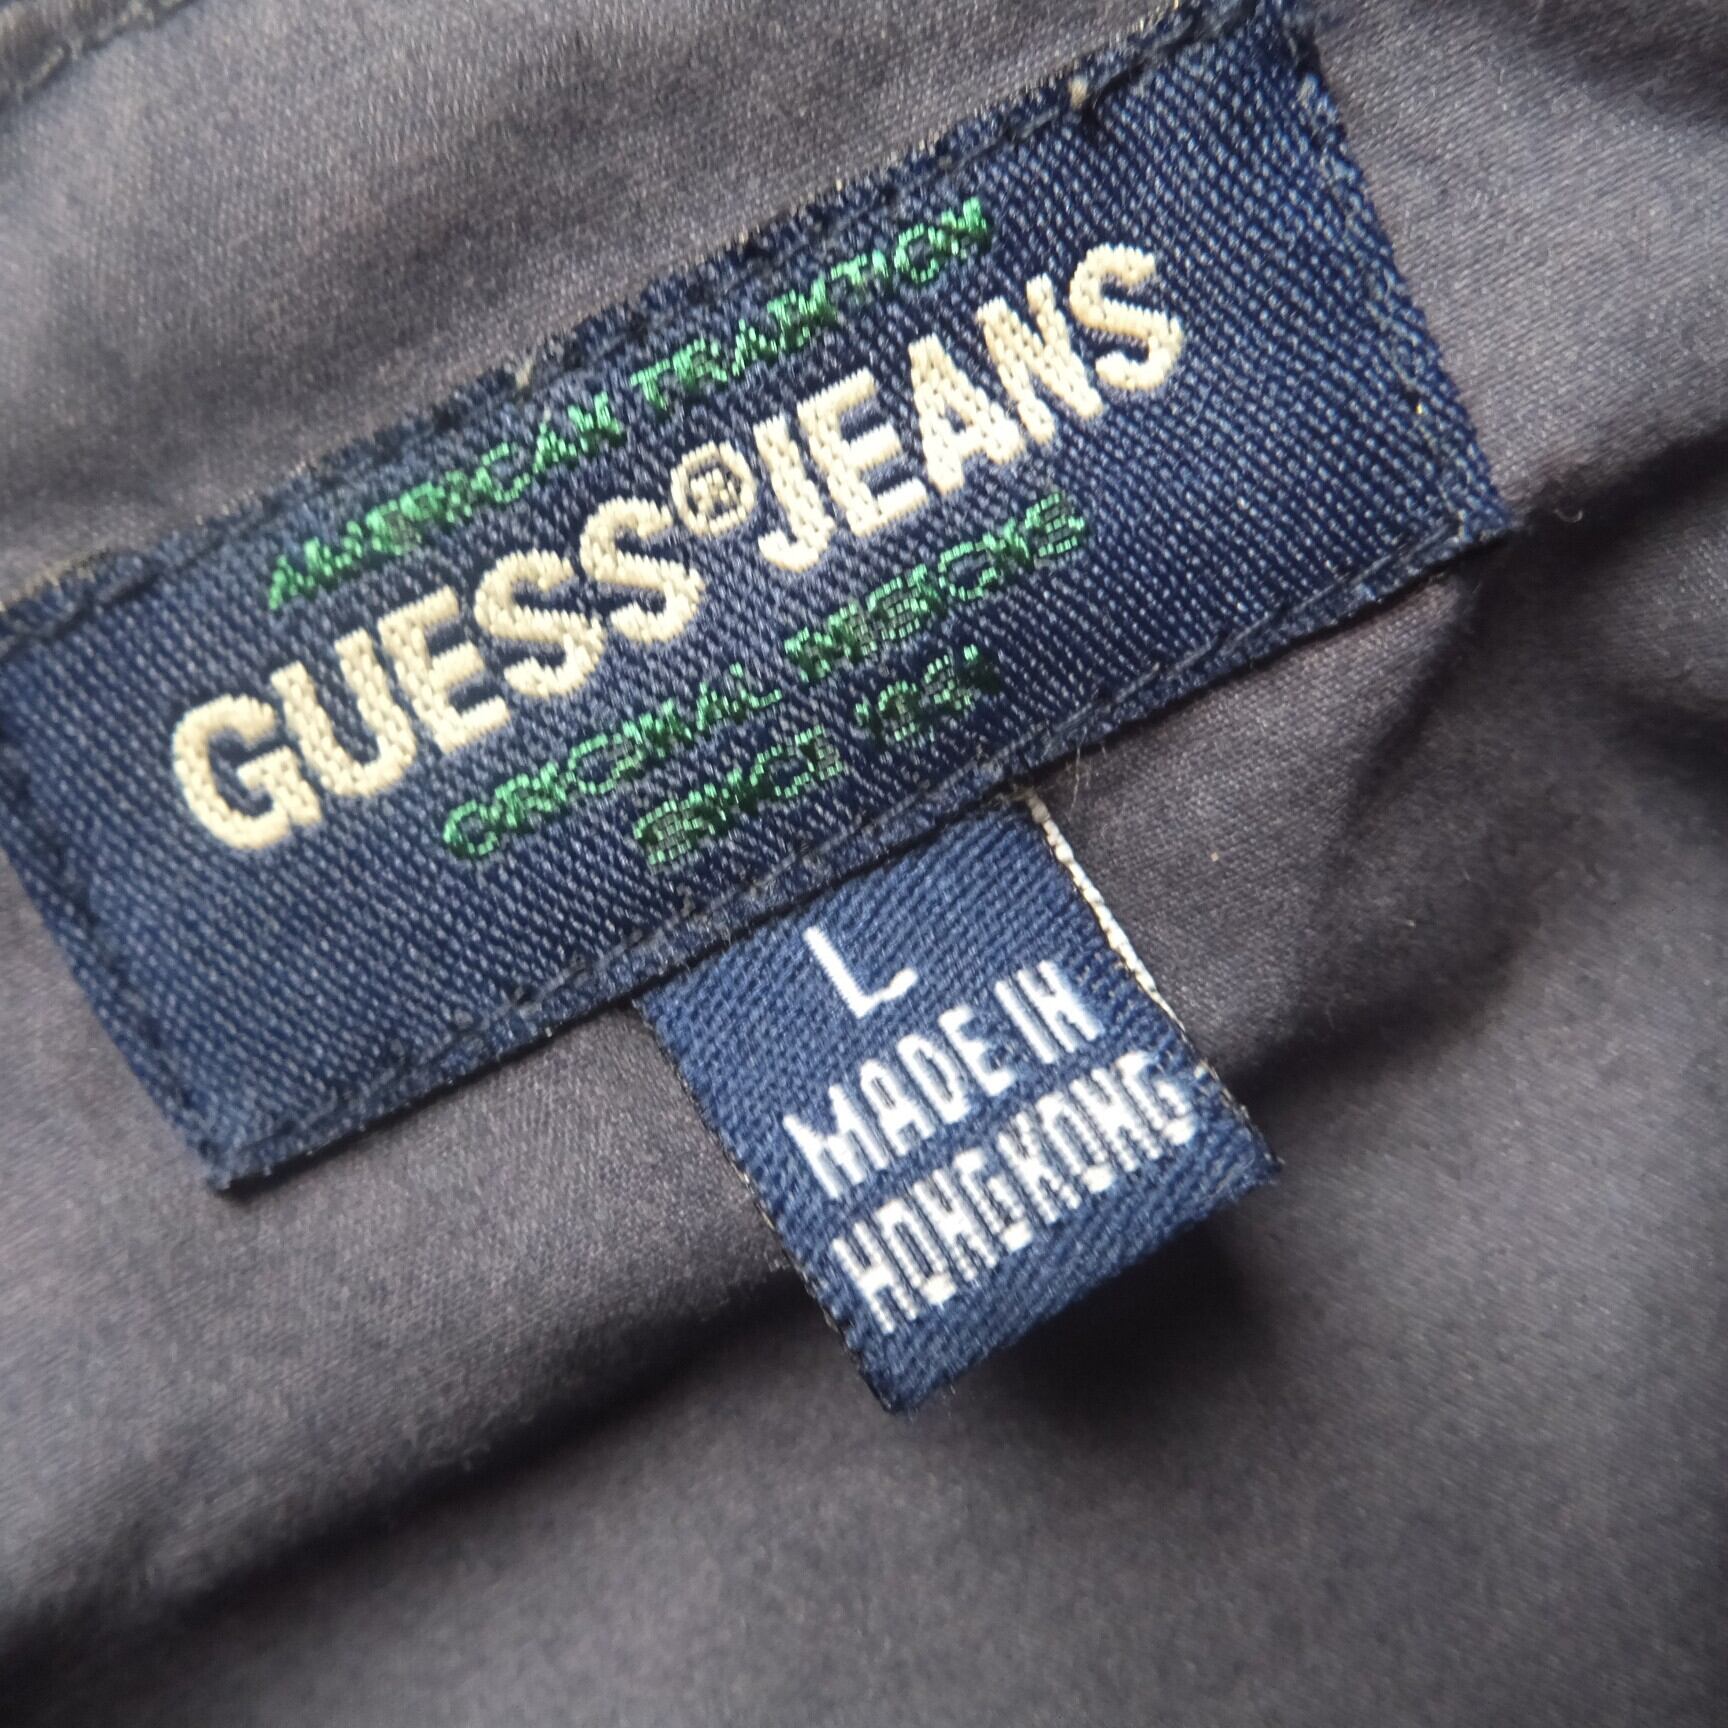 AMERICAN TRADITION
GUESS® JEANS
ORIGINAL DESIGNS
SINCE 1981
L
MADE IN
HONG KONG